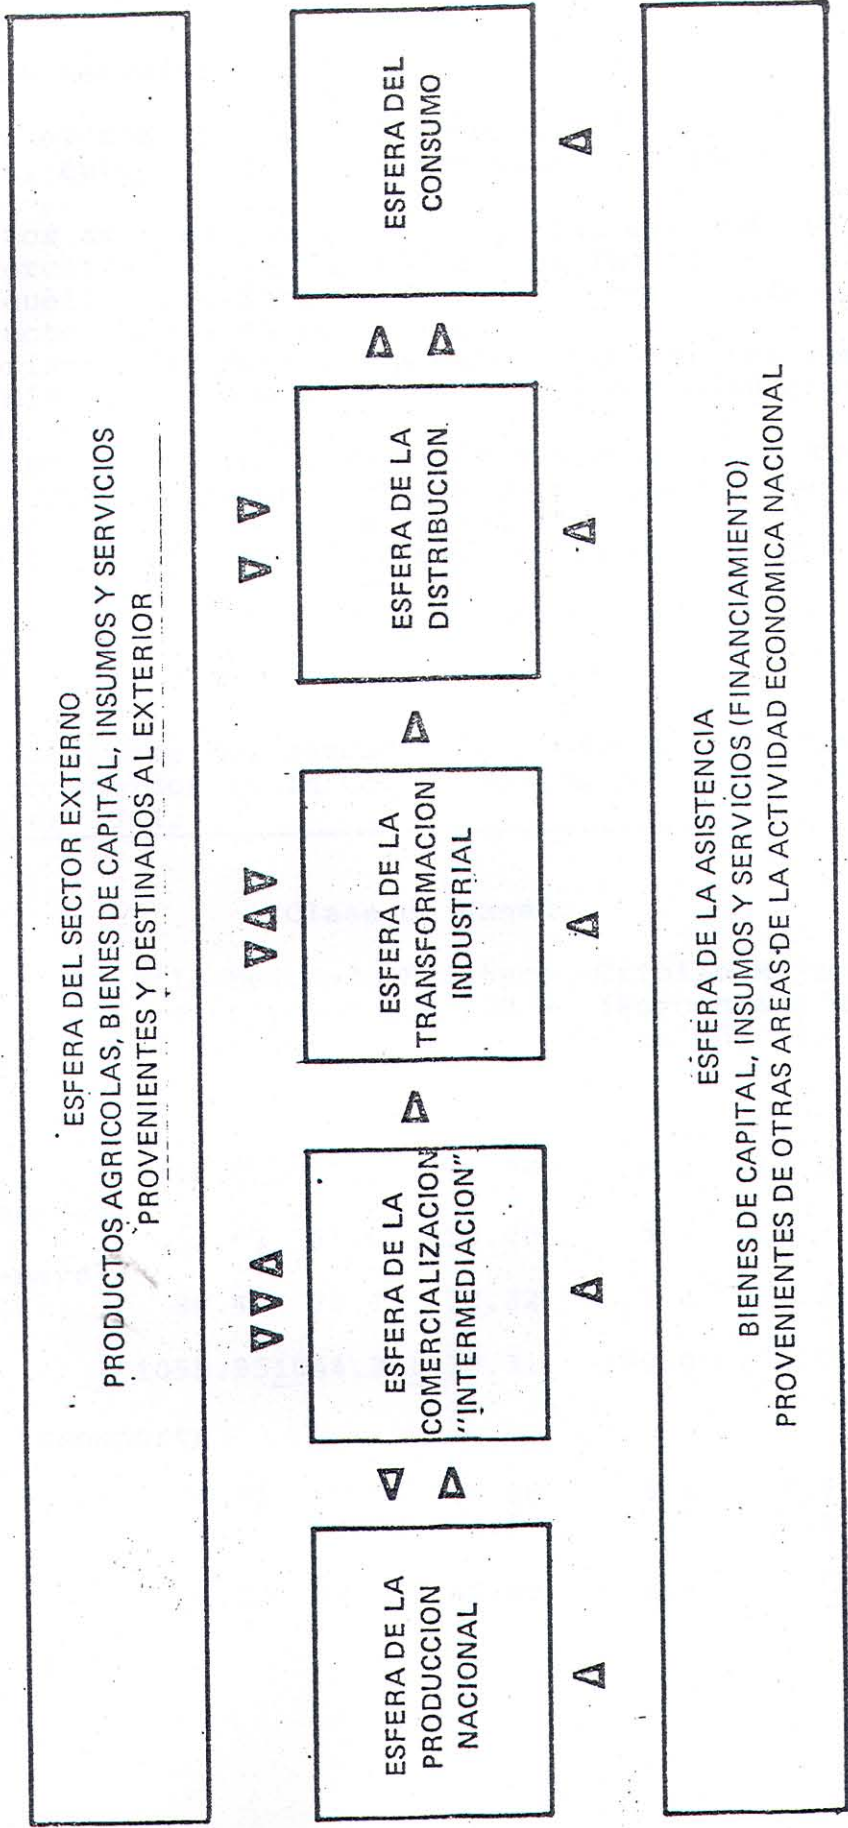 ESFERA DEL SECTOR EXTERNO
PRODUCTOS AGRICOLAS, BIENES DE CAPITAL, INSUMOS Y SERVICIOS
PROVENIENTES Y DESTINADOS AL EXTERIOR
ESFERA DE LA
PRODUCCION
NACIONAL
ESFERA DE LA
COMERCIALIZACION
"INTERMEDIACION"
ESFERA DE LA
TRANSFORMACION
INDUSTRIAL
ESFERA DE LA
DISTRIBUCION.
ESFERA DEL
CONSUMO
ESFERA DE LA ASISTENCIA
BIENES DE CAPITAL, INSUMOS Y SERVICIOS (FINANCIAMIENTO)
PROVENIENTES DE OTRAS AREAS DE LA ACTIVIDAD ECONOMICA NACIONAL